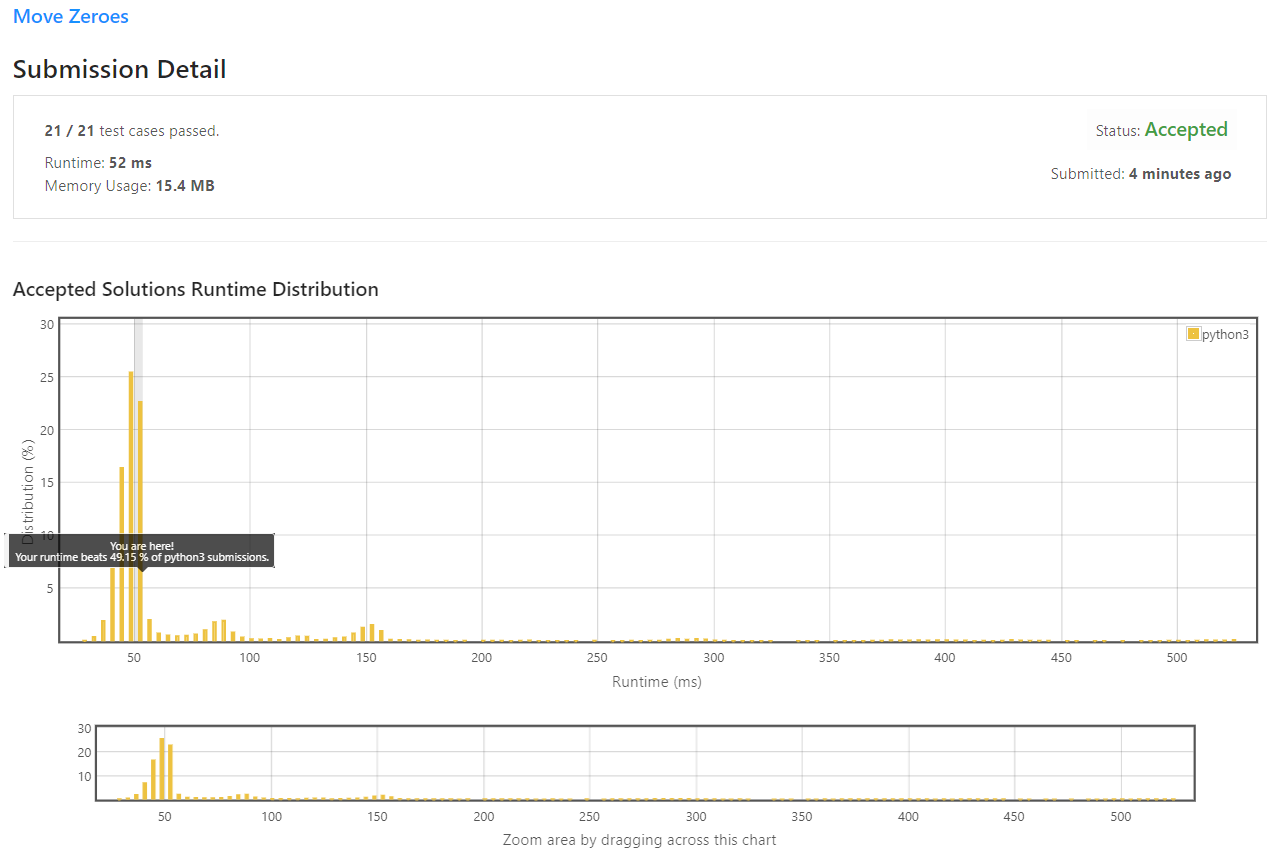 Move Zeroes
Submission Detail
21 / 21 test cases passed.
Status: Accepted
Runtime: 52 ms
Memory Usage: 15.4 MB
Submitted: 4 minutes ago
Accepted Solutions Runtime Distribution
30
25
20
15
10
5
Distribution (%)
python3
You are here!
Your runtime beats 49.15 % of python3 submissions.
50 100 150 200 250 300 350 400 450 500
Runtime (ms)
30
20
10
50 100 150 200 250 300 350 400 450 500
Zoom area by dragging across this chart